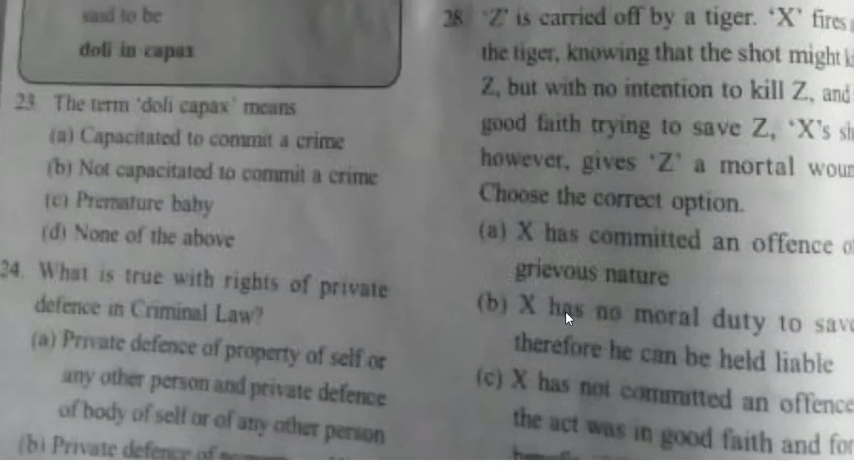 said to be
doli in capax
23. The term 'doli capax' means
(a) Capacitated to commit a crime
(b) Not capacitated to commit a crime
(c) Premature baby
(d) None of the above
24. What is true with rights of private
defence in Criminal Law?
(a) Private defence of property of self or
any other person and private defence
of body of self or of any other person
(b) Private defence of
28 'Z' is carried off by a tiger. 'X' fires
the tiger, knowing that the shot might
Z, but with no intention to kill Z, and
good faith trying to save Z, 'X's
however, gives 'Z' a mortal
Choose the correct option.
(a) X has committed an offence
grievous nature
(b) X has no moral duty to
therefore he can be held liable
(c) X has not committed an offence
the act was in good faith and for